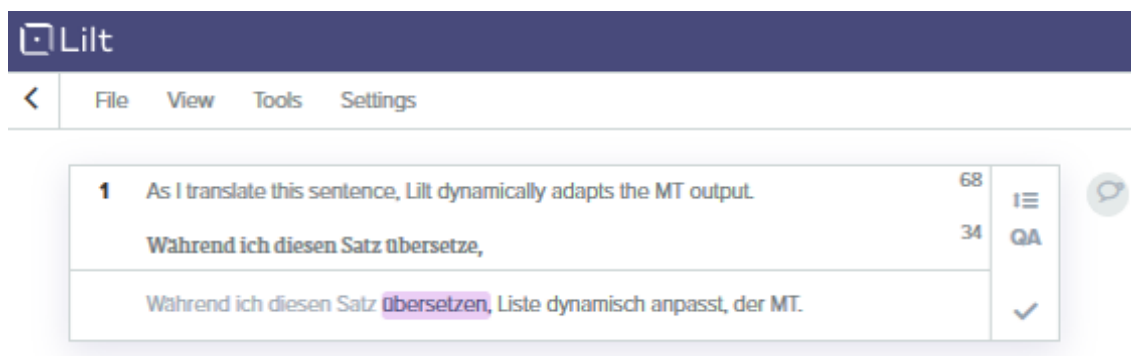 Lilt
File View Tools Settings
1 As I translate this sentence, Lilt dynamically adapts the MT output. 68
Während ich diesen Satz übersetze, 34
QA
Während ich diesen Satz übersetzen, Liste dynamisch anpasst, der MT.